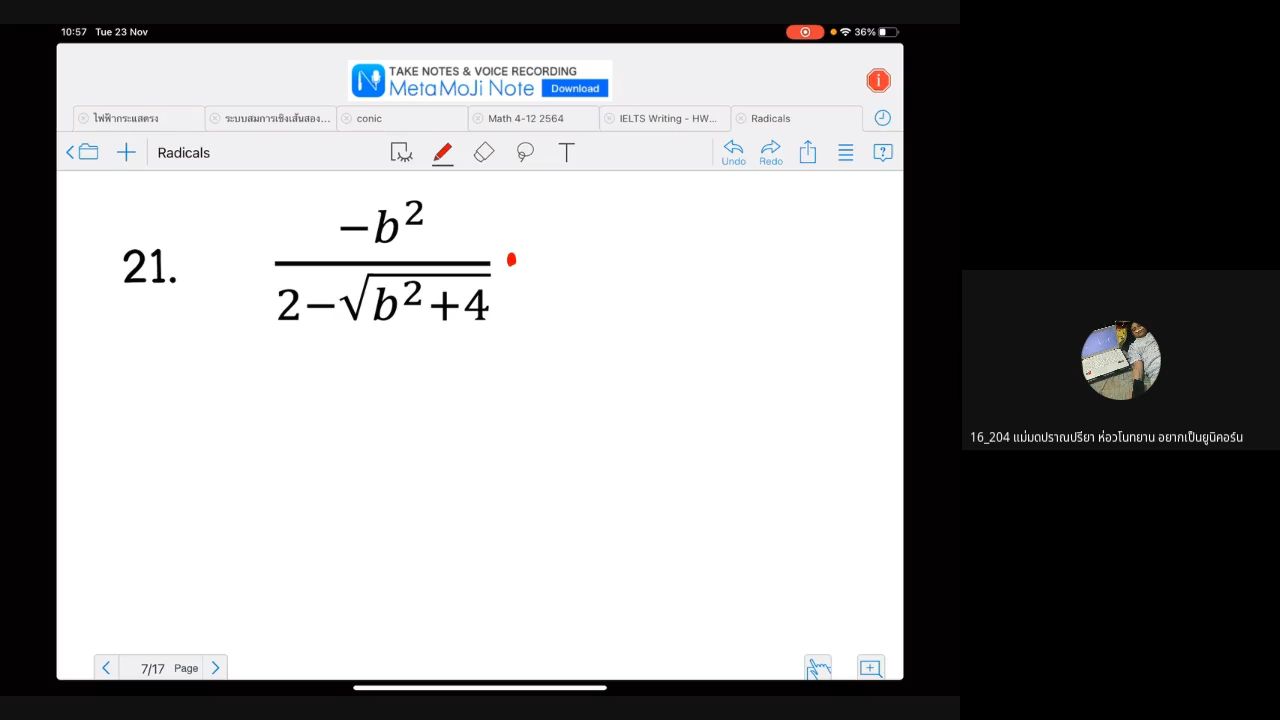 10:57 Tue 23 Nov
36%
TAKE NOTES & VOICE RECORDING
MetaMoJi Note Download
ไฟฟ้ากระแสตรง
ระบบสมการเชิงเส้นสอง...
conic
Math 4-12 2564
IELTS Writing - HW...
Radicals
Radicals
T
Undo
Redo
21.
−b²
2−√b²+4
16_204 แม่มดปราณปรียา ห่อวโนทยาน อยากเป็นยูนิคอร์น
7/17 Page